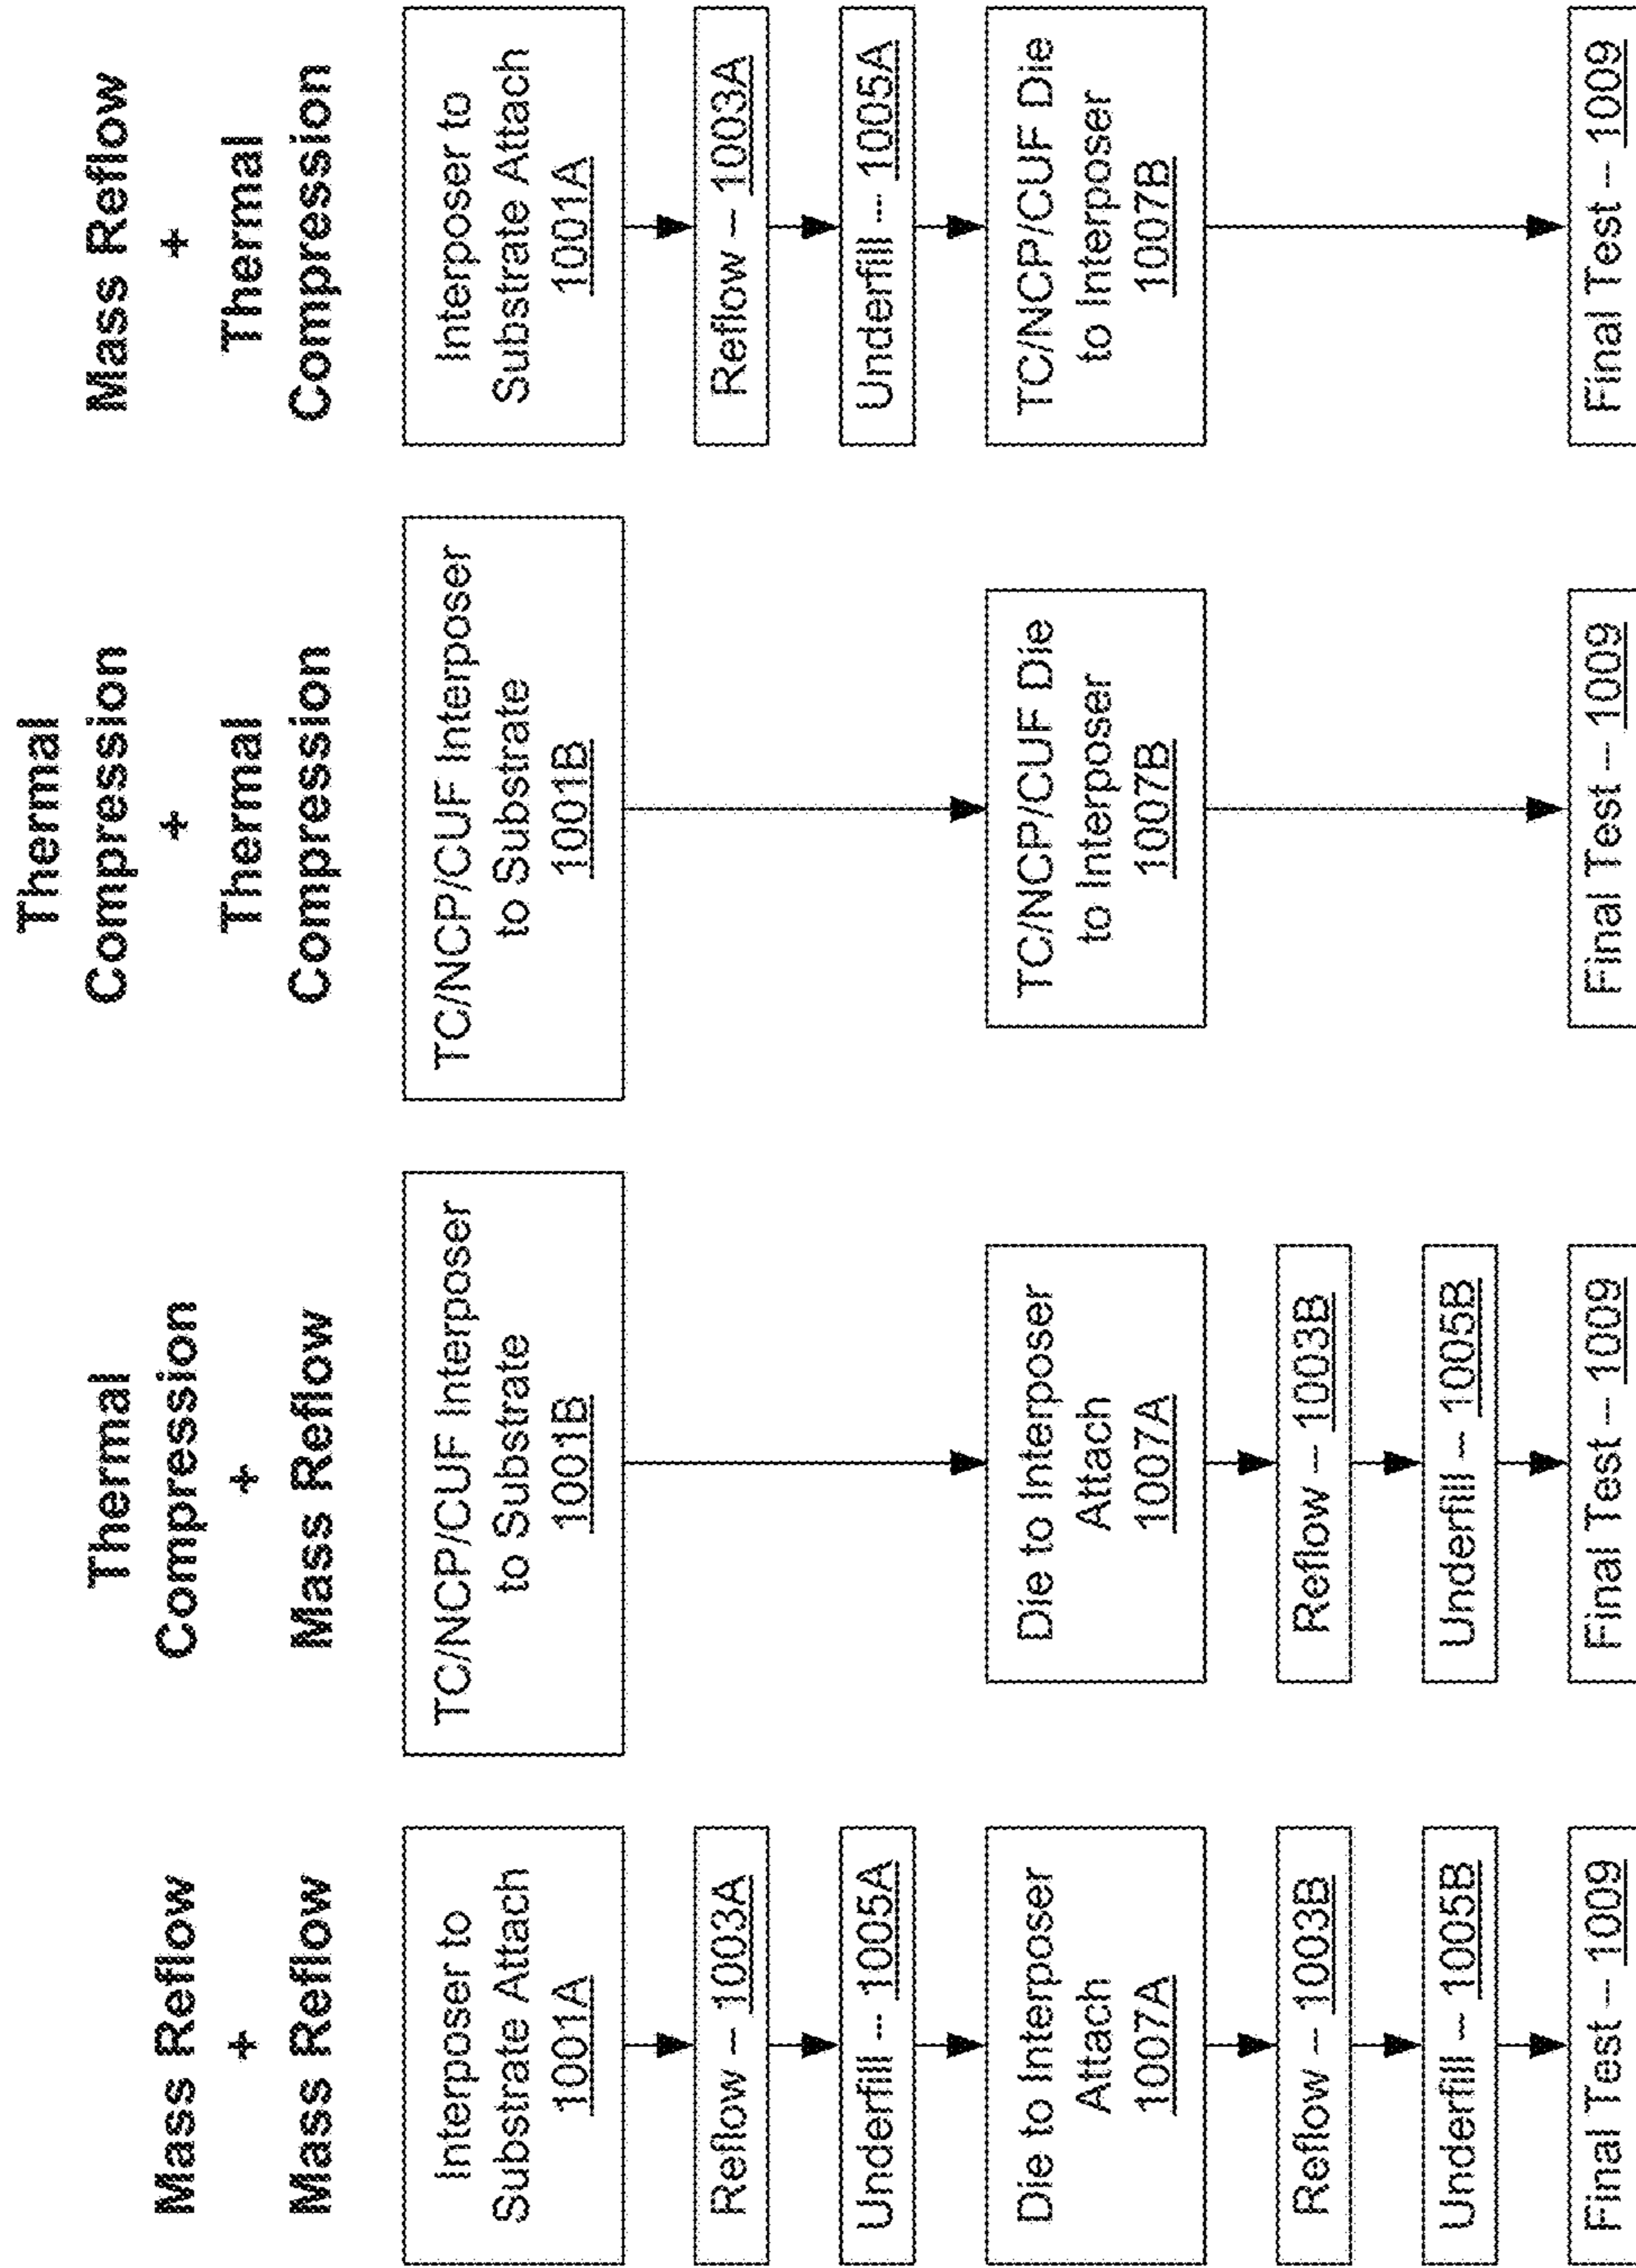 Mass Reflow
+
Mass Reflow
Interposer to
Substrate Attach
1001A
Reflow – 1003A
Underfill -- 1005A
Die to Interposer
Attach
1007A
Reflow – 1003B
Underfill – 1005B
Final Test – 1009
Thermal
Compression
+
Mass Reflow
TC/NCP/CUF Interposer
to Substrate
1001B
Die to Interposer
Attach
1007A
Reflow – 1003B
Underfill – 1005B
Final Test – 1009
Thermal
Compression
+
Thermal
Compression
TC/NCP/CUF Interposer
to Substrate
1001B
TC/NCP/CUF Die
to Interposer
1007B
Final Test – 1009
Mass Reflow
+
Thermal
Compression
Interposer to
Substrate Attach
1001A
Reflow – 1003A
Underfill --- 1005A
TC/NCP/CUF Die
to Interposer
1007B
Final Test – 1009